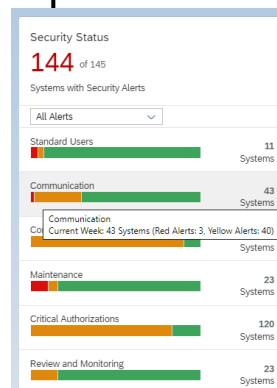 Security Status
144 of 145
Systems with Security Alerts
All Alerts
Standard Users
11
Systems
Communication
43
Systems
Communication
Current Week: 43 Systems (Red Alerts: 3, Yellow Alerts: 40)
Co
Systems
Maintenance
23
Systems
Critical Authorizations
120
Systems
Review and Monitoring
23
Systems